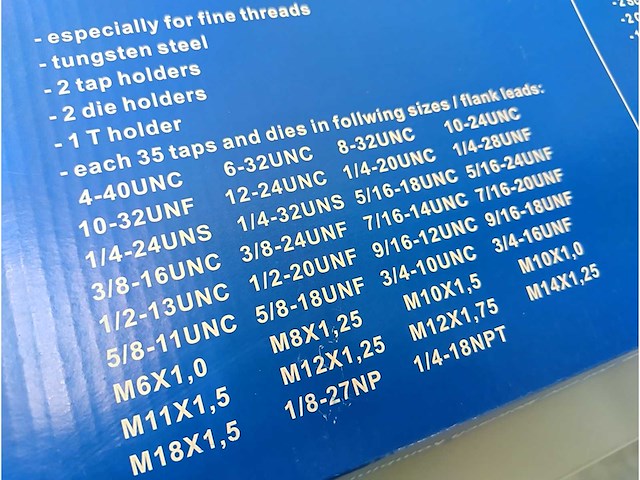 - especially for fine threads
- tungsten steel
- 2 tap holders
- 2 die holders
- 1 T holder
- each 35 taps and dies in follwing sizes / flank leads:
4-40UNC 6-32UNC 8-32UNC 10-24UNC
10-32UNF 12-24UNC 1/4-20UNC 1/4-28UNF
1/4-24UNS 1/4-32UNS 5/16-18UNC 5/16-24UNF
3/8-16UNC 3/8-24UNF 7/16-14UNC 7/16-20UNF
1/2-13UNC 1/2-20UNF 9/16-12UNC 9/16-18UNF
5/8-11UNC 5/8-18UNF 3/4-10UNC 3/4-16UNF
M6X1,0 M8X1,25 M10X1,5 M10X1,0
M11X1,5 M12X1,25 M12X1,75 M14X1,25
M18X1,5 1/8-27NP 1/4-18NPT